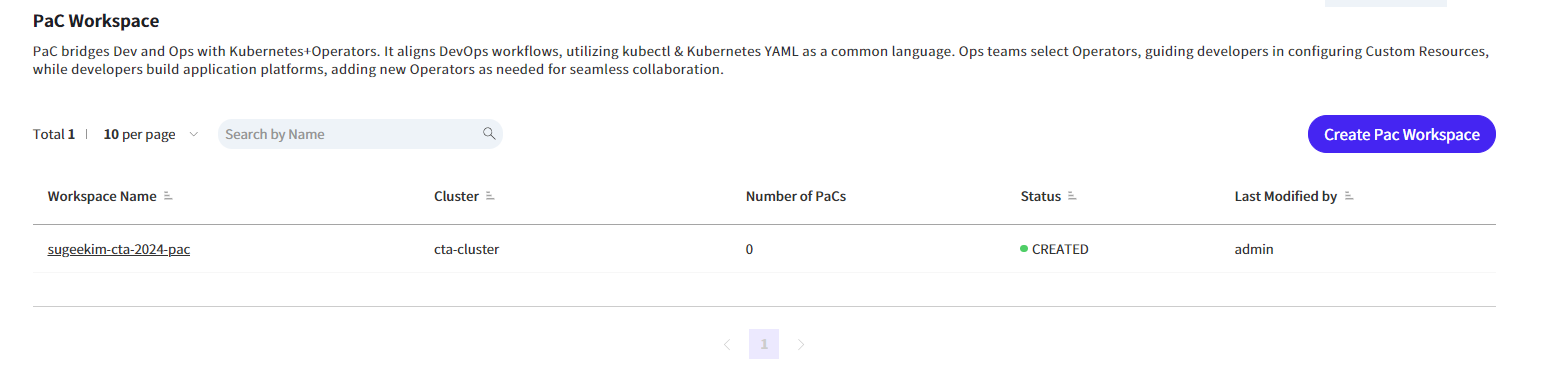 PaC Workspace
PaC bridges Dev and Ops with Kubernetes+Operators. It aligns DevOps workflows, utilizing kubectl & Kubernetes YAML as a common language. Ops teams select Operators, guiding developers in configuring Custom Resources,
while developers build application platforms, adding new Operators as needed for seamless collaboration.
Total 1 | 10 per page Search by Name Create Pac Workspace
Workspace Name Cluster Number of PaCs Status Last Modified by
sugeekim-cta-2024-pac cta-cluster 0 CREATED admin
1